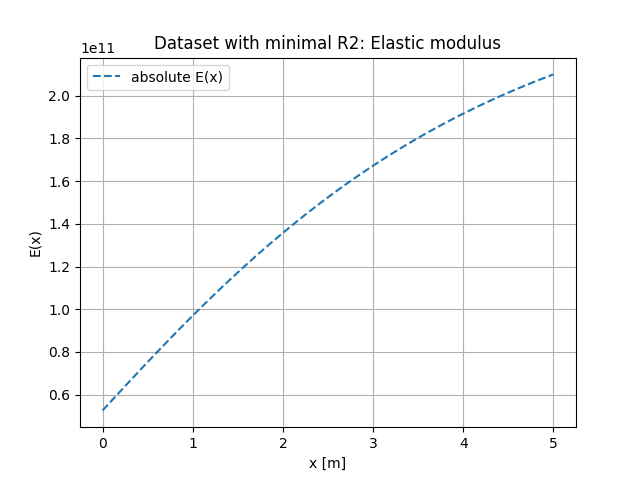 Dataset with minimal R2: Elastic modulus
1e11
absolute E(x)
2.0
1.8
1.6
1.4
1.2
1.0
0.8
0.6
E(x)
0 1 2 3 4 5
x [m]